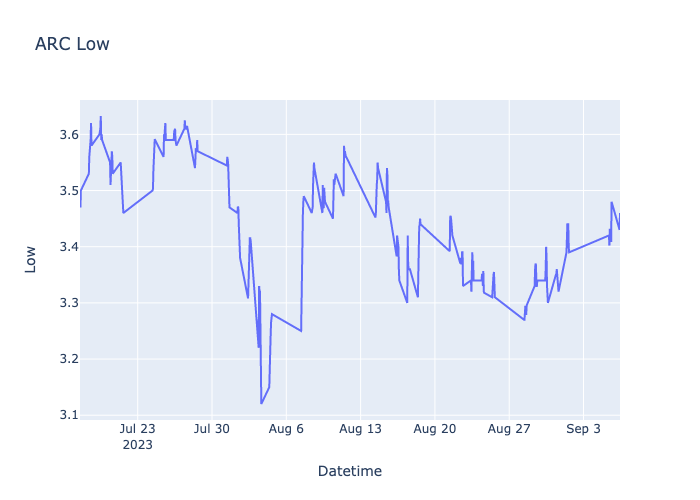 ARC Low
3.6
3.5
3.4
3.3
3.2
3.1
Low
Jul 23
2023
Jul 30
Aug 6
Aug 13
Aug 20
Aug 27
Sep 3
Datetime